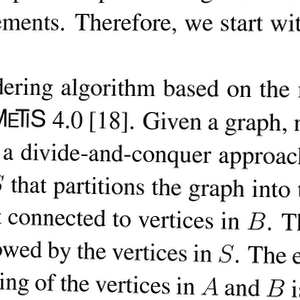 ements. Therefore, we start wit
dering algorithm based on the
METIS 4.0 [18]. Given a graph,
a divide-and-conquer approach
S that partitions the graph into
connected to vertices in B. Th
owed by the vertices in S. The e
ing of the vertices in A and B i